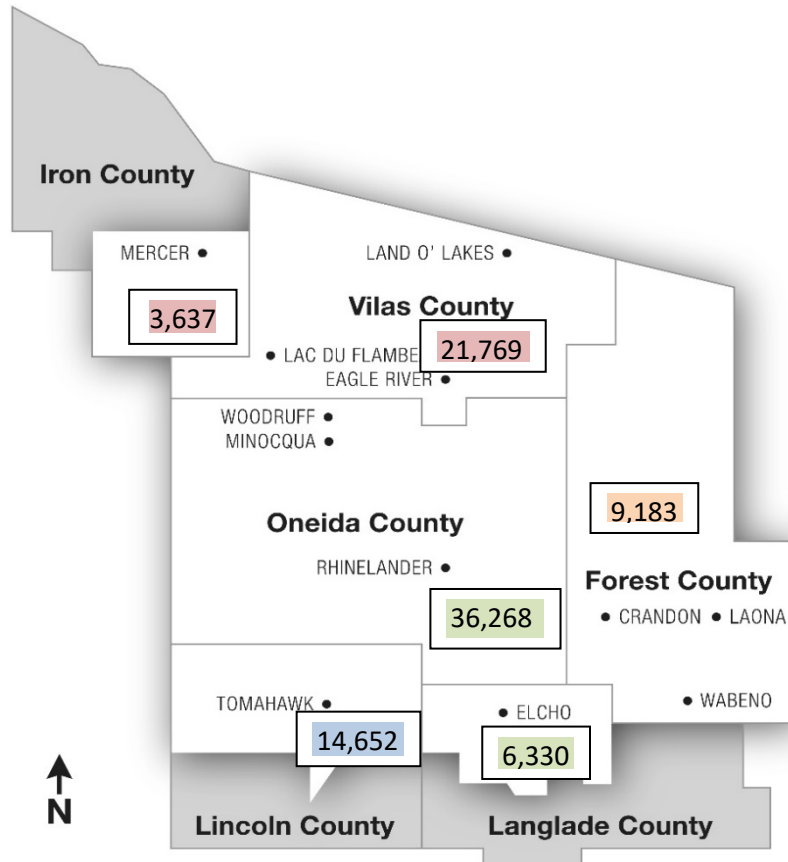 Iron County
MERCER
LAND O' LAKES
3,637
Vilas County
LAC DU FLAMBE
21,769
EAGLE RIVER
WOODRUFF
MINOCQUA
9,183
Oneida County
RHINELANDER
Forest County
36,268
CRANDON
LAONA
TOMAHAWK
WABENO
ELCHO
14,652
6,330
N
Lincoln County
Langlade County